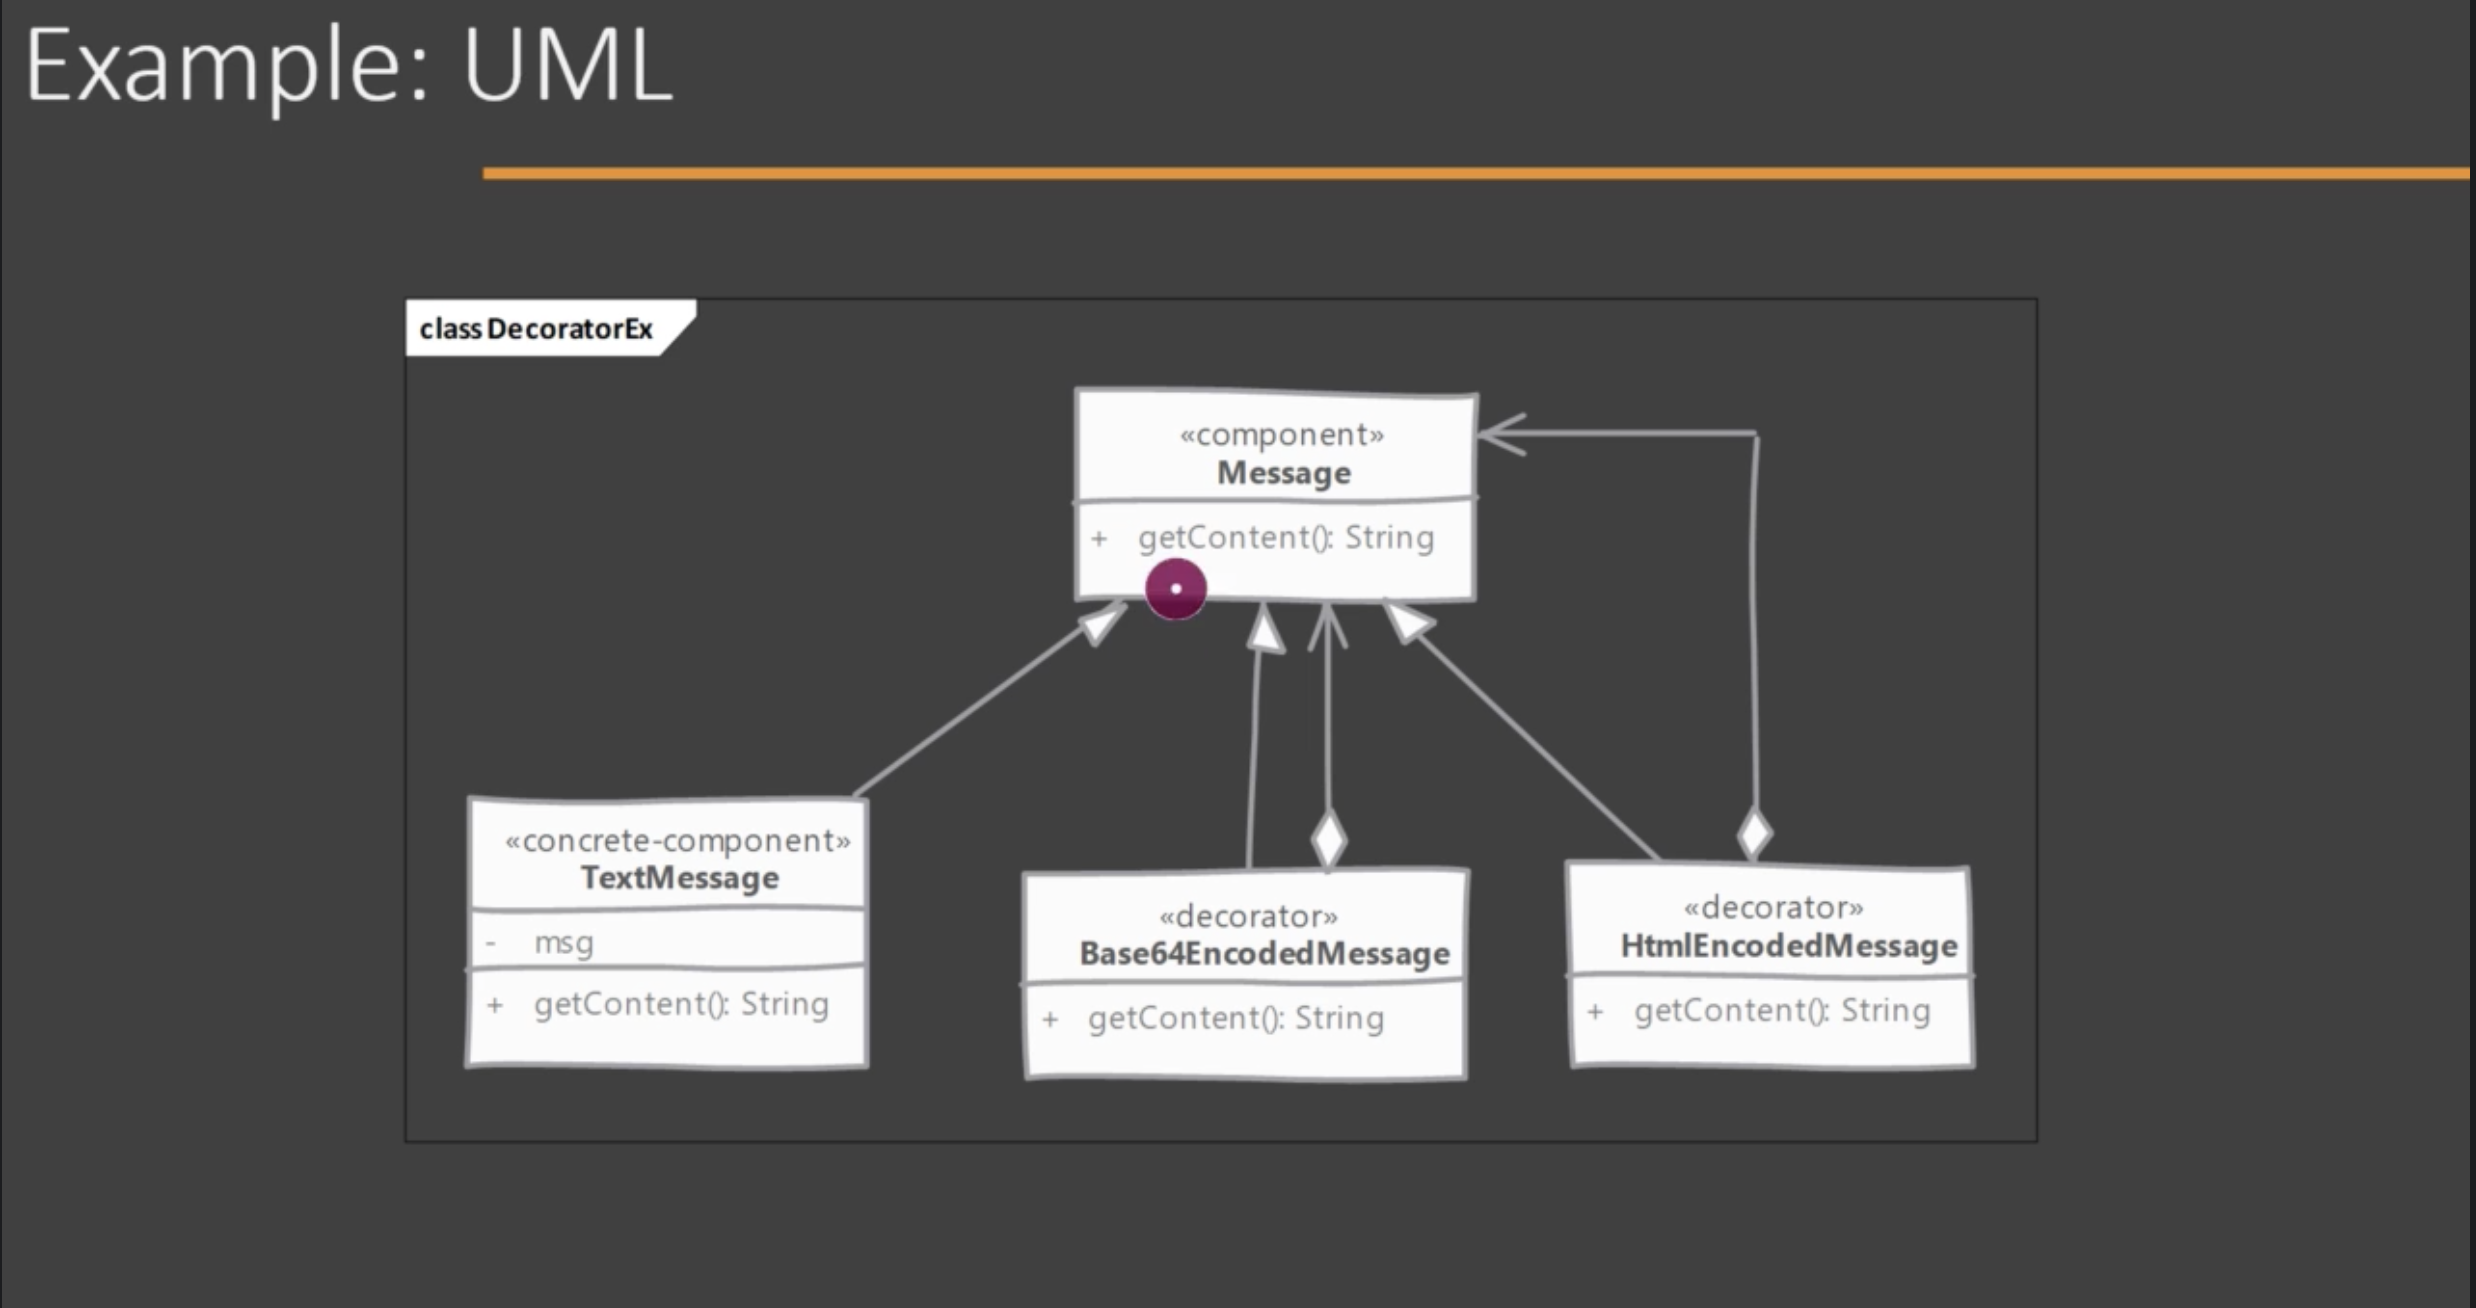 Example: UML
class DecoratorEx
«component»
Message
+ getContent(): String
«concrete-component»
TextMessage
- msg
+ getContent(): String
«decorator»
Base64EncodedMessage
+ getContent(): String
«decorator»
HtmlEncodedMessage
+ getContent(): String